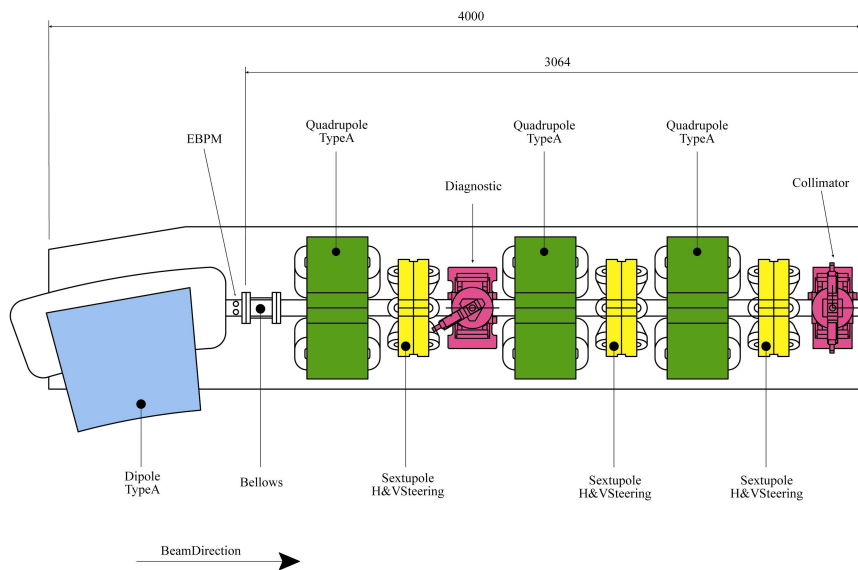 4000
3064
Quadrupole
TypeA
Quadrupole
TypeA
Quadrupole
TypeA
EBPM
Diagnostic
Collimator
Dipole
TypeA
Bellows
Sextupole
H&VSteering
Sextupole
H&VSteering
Sextupole
H&VSteering
BeamDirection